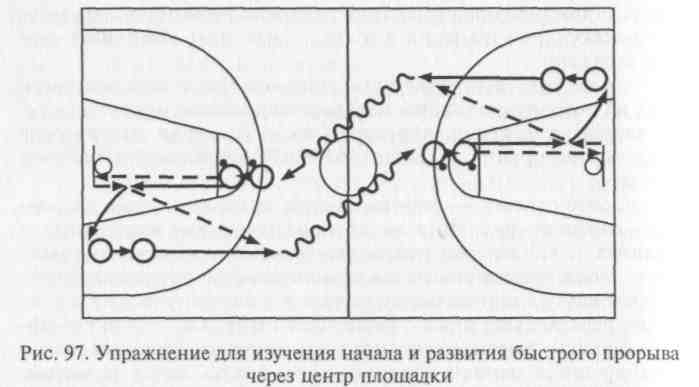 Рис. 97. Упражнение для изучения начала и развития быстрого прорыва
через центр площадки